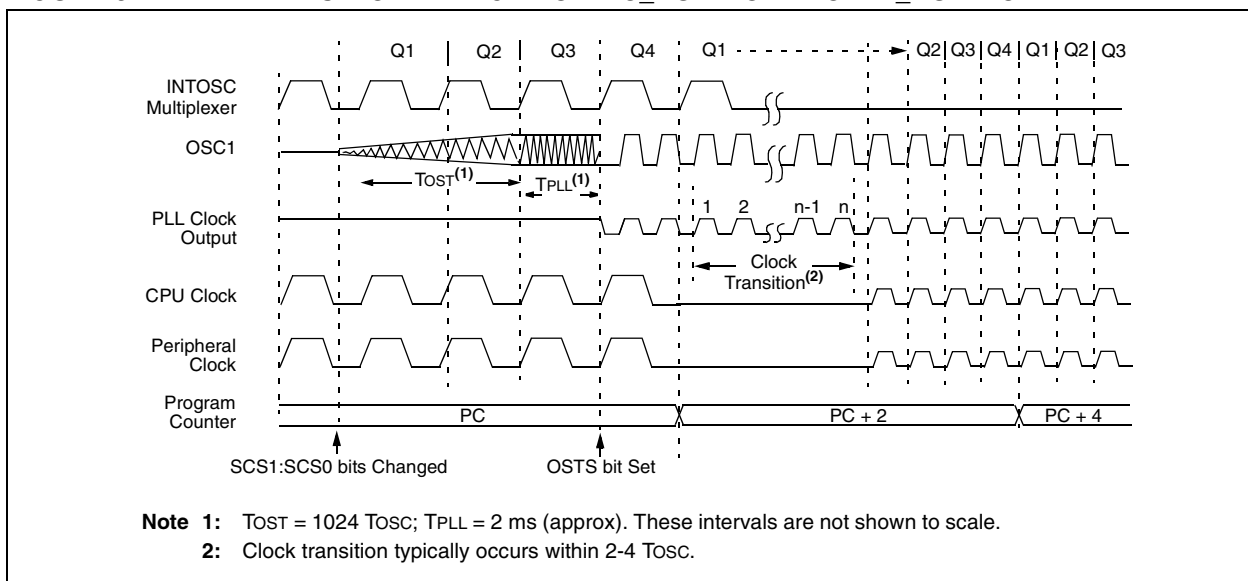 Q1 Q2 Q3 Q4 Q1 Q2 Q3 Q4 Q1 Q2 Q3
INTOSC
Multiplexer
OSC1
TOST(1) TPLL(1)
1 2 n-1 n
PLL Clock
Output
Clock
Transition(2)
CPU Clock
Peripheral
Clock
Program
Counter
PC PC + 2 PC + 4
SCS1:SCS0 bits Changed OSTS bit Set
Note 1: TOST = 1024 TOSC; TPLL = 2 ms (approx). These intervals are not shown to scale.
2: Clock transition typically occurs within 2-4 TOSC.